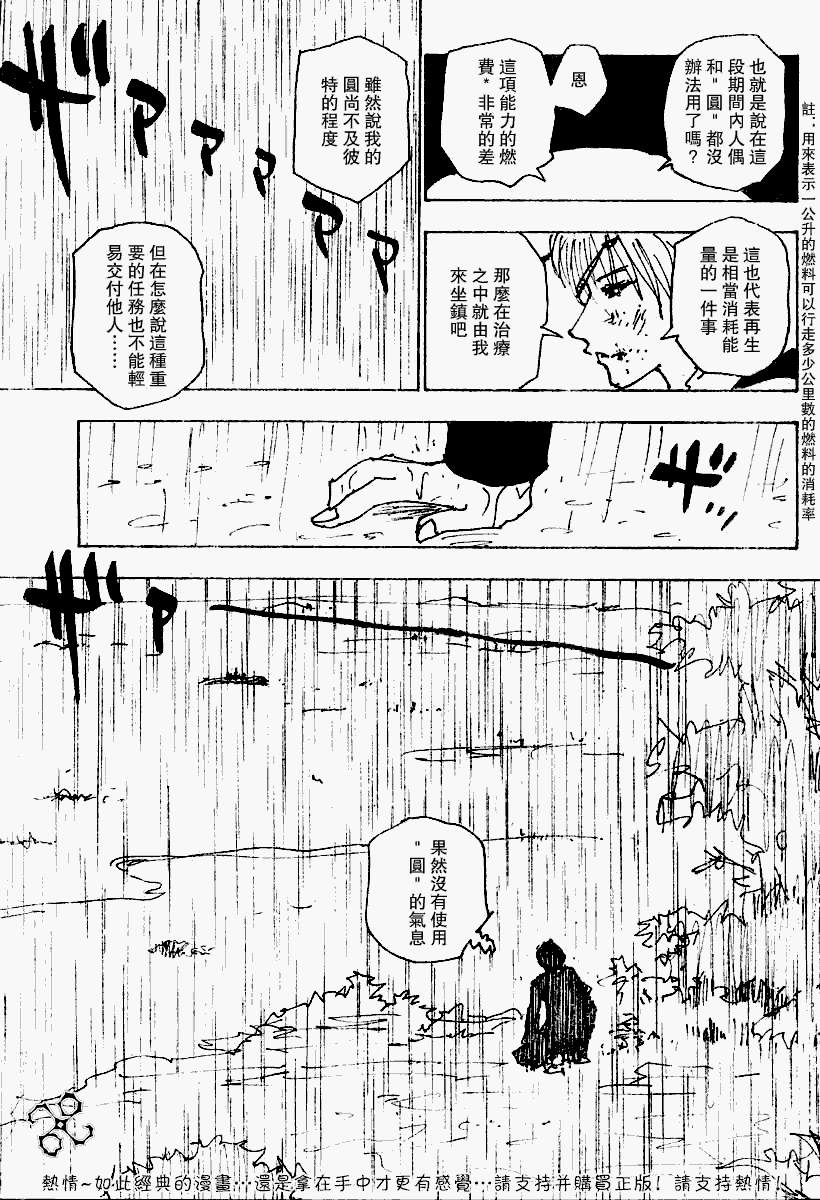 註：用來表示一公升的燃料可以行走多少公里數的燃料的消耗率
也就是說在這
段期間內人偶
和"圓"都沒
辦法用了嗎？
恩
這項能力的燃
費*非常的差
這也代表再生
是相當消耗能
量的一件事
那麼在治療
之中就由我
來坐鎮吧
雖然說我的
圓尚不及彼
特的程度
但在怎麼說這種重
要的任務也不能輕
易交付他人……
ザァァァァァ
ザ
ザァ
果然沒有使用
"圓"的氣息
熱情~如此經典的漫畫…還是拿在手中才更有感覺…請支持并購買正版！請支持熱情！